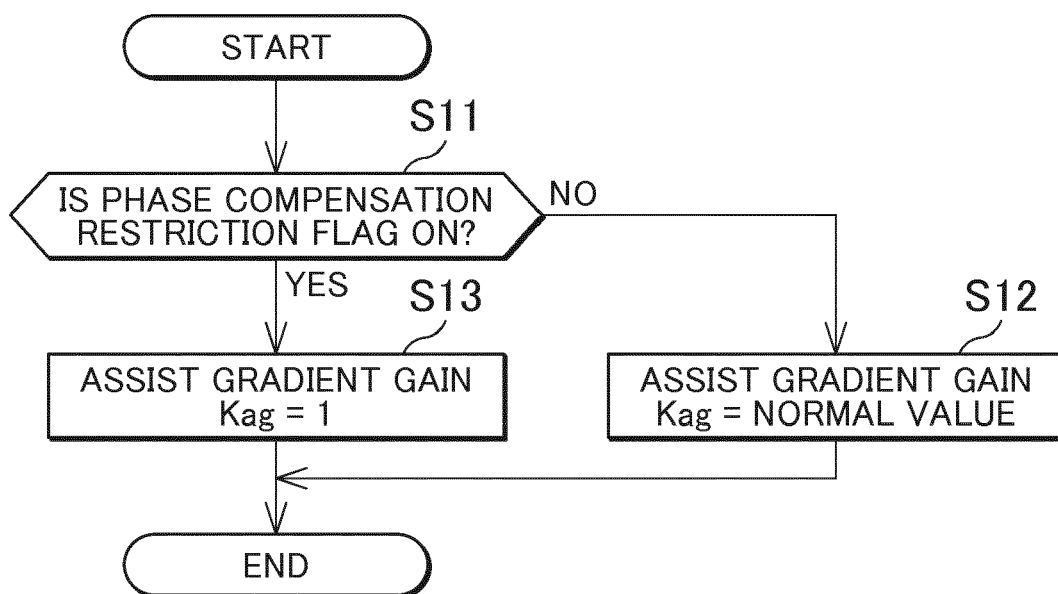 START
S11
IS PHASE COMPENSATION
RESTRICTION FLAG ON?
NO
YES
S13
ASSIST GRADIENT GAIN
Kag = 1
S12
ASSIST GRADIENT GAIN
Kag = NORMAL VALUE
END